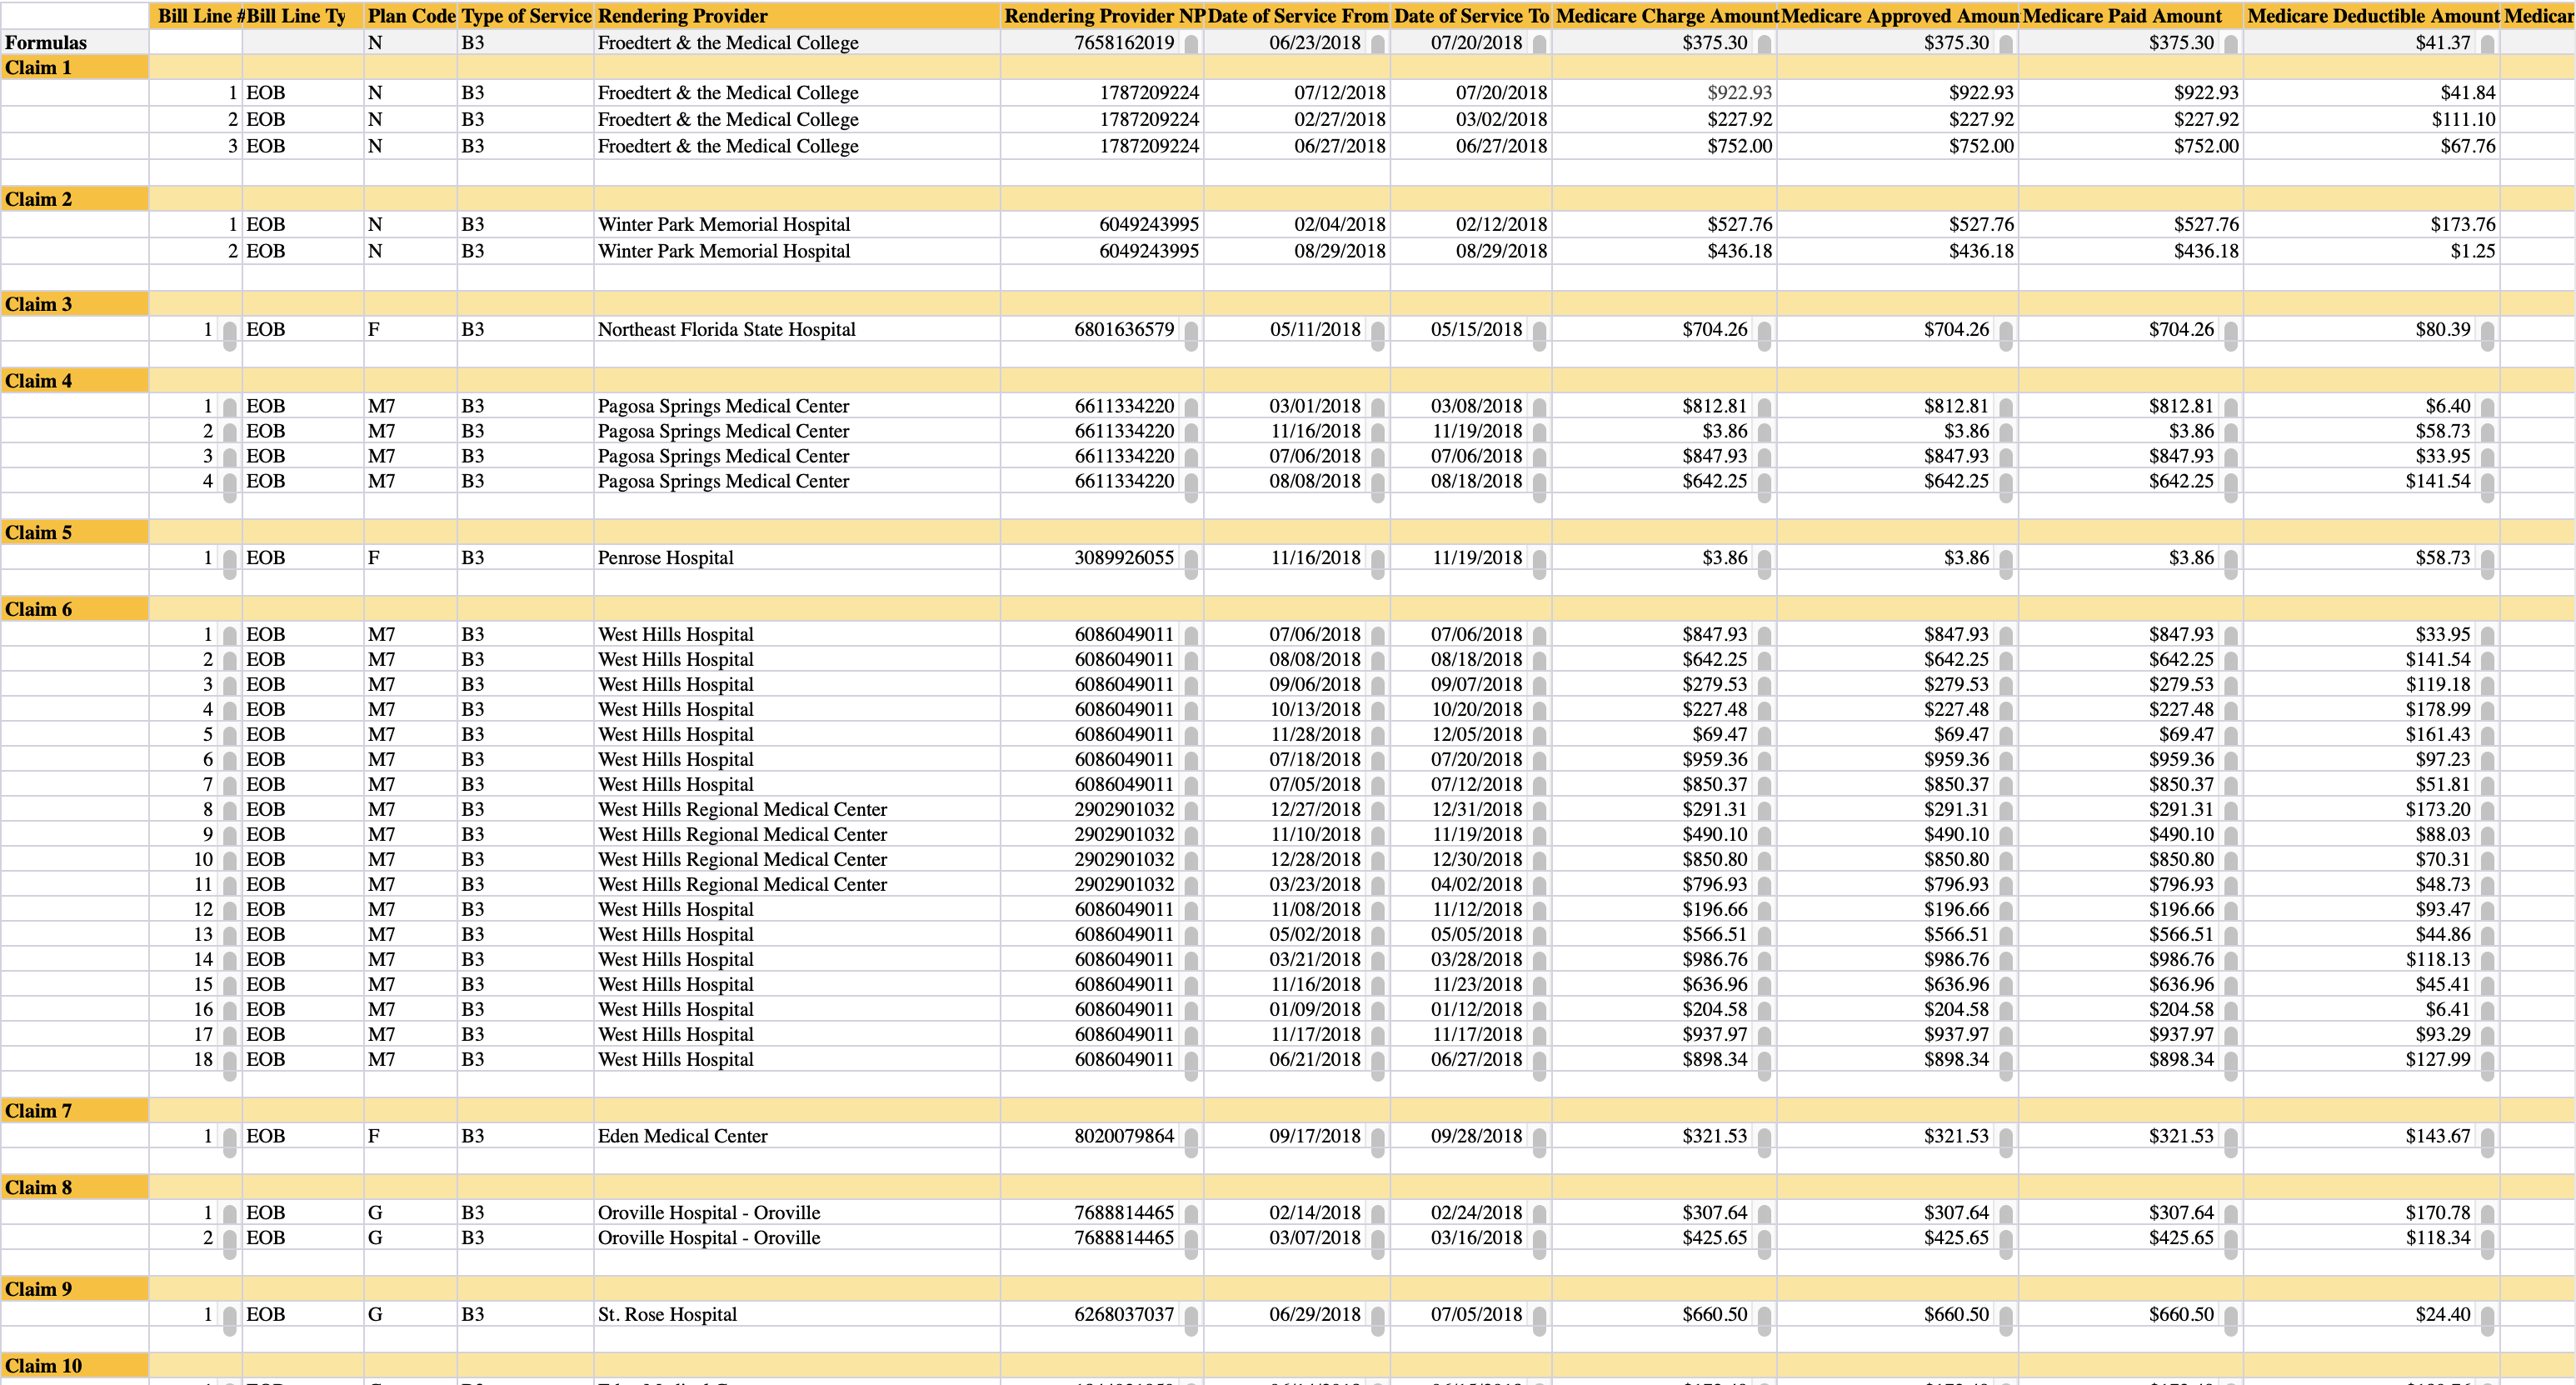 Bill Line # Bill Line Ty Plan Code Type of Service Rendering Provider Rendering Provider NP Date of Service From Date of Service To Medicare Charge Amount Medicare Approved Amoun Medicare Paid Amount Medicare Deductible Amount Medicar
Formulas N B3 Froedtert & the Medical College 7658162019 06/23/2018 07/20/2018 $375.30 $375.30 $375.30 $41.37
Claim 1
1 EOB N B3 Froedtert & the Medical College 1787209224 07/12/2018 07/20/2018 $922.93 $922.93 $922.93 $41.84
2 EOB N B3 Froedtert & the Medical College 1787209224 02/27/2018 03/02/2018 $227.92 $227.92 $227.92 $111.10
3 EOB N B3 Froedtert & the Medical College 1787209224 06/27/2018 06/27/2018 $752.00 $752.00 $752.00 $67.76
Claim 2
1 EOB N B3 Winter Park Memorial Hospital 6049243995 02/04/2018 02/12/2018 $527.76 $527.76 $527.76 $173.76
2 EOB N B3 Winter Park Memorial Hospital 6049243995 08/29/2018 08/29/2018 $436.18 $436.18 $436.18 $1.25
Claim 3
1 EOB F B3 Northeast Florida State Hospital 6801636579 05/11/2018 05/15/2018 $704.26 $704.26 $704.26 $80.39
Claim 4
1 EOB M7 B3 Pagosa Springs Medical Center 6611334220 03/01/2018 03/08/2018 $812.81 $812.81 $812.81 $6.40
2 EOB M7 B3 Pagosa Springs Medical Center 6611334220 11/16/2018 11/19/2018 $3.86 $3.86 $3.86 $58.73
3 EOB M7 B3 Pagosa Springs Medical Center 6611334220 07/06/2018 07/06/2018 $847.93 $847.93 $847.93 $33.95
4 EOB M7 B3 Pagosa Springs Medical Center 6611334220 08/08/2018 08/18/2018 $642.25 $642.25 $642.25 $141.54
Claim 5
1 EOB F B3 Penrose Hospital 3089926055 11/16/2018 11/19/2018 $3.86 $3.86 $3.86 $58.73
Claim 6
1 EOB M7 B3 West Hills Hospital 6086049011 07/06/2018 07/06/2018 $847.93 $847.93 $847.93 $33.95
2 EOB M7 B3 West Hills Hospital 6086049011 08/08/2018 08/18/2018 $642.25 $642.25 $642.25 $141.54
3 EOB M7 B3 West Hills Hospital 6086049011 09/06/2018 09/07/2018 $279.53 $279.53 $279.53 $119.18
4 EOB M7 B3 West Hills Hospital 6086049011 10/13/2018 10/20/2018 $227.48 $227.48 $227.48 $178.99
5 EOB M7 B3 West Hills Hospital 6086049011 11/28/2018 12/05/2018 $69.47 $69.47 $69.47 $161.43
6 EOB M7 B3 West Hills Hospital 6086049011 07/18/2018 07/20/2018 $959.36 $959.36 $959.36 $97.23
7 EOB M7 B3 West Hills Hospital 6086049011 07/05/2018 07/12/2018 $850.37 $850.37 $850.37 $51.81
8 EOB M7 B3 West Hills Regional Medical Center 2902901032 12/27/2018 12/31/2018 $291.31 $291.31 $291.31 $173.20
9 EOB M7 B3 West Hills Regional Medical Center 2902901032 11/10/2018 11/19/2018 $490.10 $490.10 $490.10 $88.03
10 EOB M7 B3 West Hills Regional Medical Center 2902901032 12/28/2018 12/30/2018 $850.80 $850.80 $850.80 $70.31
11 EOB M7 B3 West Hills Regional Medical Center 2902901032 03/23/2018 04/02/2018 $796.93 $796.93 $796.93 $48.73
12 EOB M7 B3 West Hills Hospital 6086049011 11/08/2018 11/12/2018 $196.66 $196.66 $196.66 $93.47
13 EOB M7 B3 West Hills Hospital 6086049011 05/02/2018 05/05/2018 $566.51 $566.51 $566.51 $44.86
14 EOB M7 B3 West Hills Hospital 6086049011 03/21/2018 03/28/2018 $986.76 $986.76 $986.76 $118.13
15 EOB M7 B3 West Hills Hospital 6086049011 11/16/2018 11/23/2018 $636.96 $636.96 $636.96 $45.41
16 EOB M7 B3 West Hills Hospital 6086049011 01/09/2018 01/12/2018 $204.58 $204.58 $204.58 $6.41
17 EOB M7 B3 West Hills Hospital 6086049011 11/17/2018 11/17/2018 $937.97 $937.97 $937.97 $93.29
18 EOB M7 B3 West Hills Hospital 6086049011 06/21/2018 06/27/2018 $898.34 $898.34 $898.34 $127.99
Claim 7
1 EOB F B3 Eden Medical Center 8020079864 09/17/2018 09/28/2018 $321.53 $321.53 $321.53 $143.67
Claim 8
1 EOB G B3 Oroville Hospital - Oroville 7688814465 02/14/2018 02/24/2018 $307.64 $307.64 $307.64 $170.78
2 EOB G B3 Oroville Hospital - Oroville 7688814465 03/07/2018 03/16/2018 $425.65 $425.65 $425.65 $118.34
Claim 9
1 EOB G B3 St. Rose Hospital 6268037037 06/29/2018 07/05/2018 $660.50 $660.50 $660.50 $24.40
Claim 10